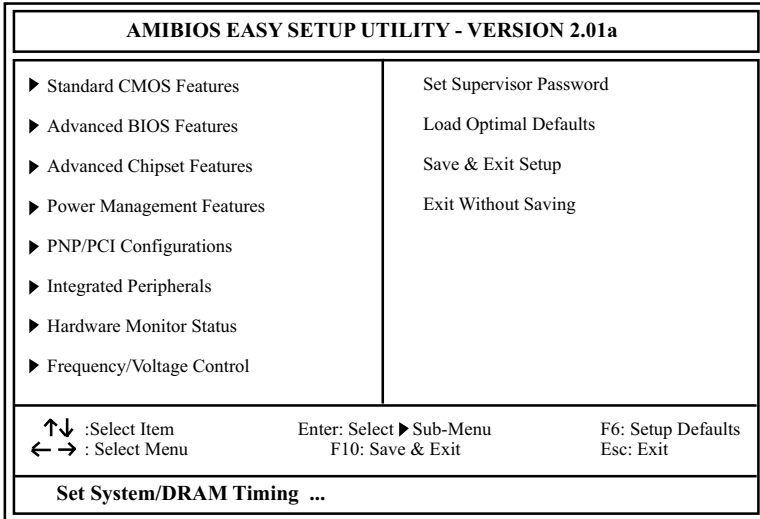 AMIBIOS EASY SETUP UTILITY - VERSION 2.01a
▶ Standard CMOS Features
▶ Advanced BIOS Features
▶ Advanced Chipset Features
▶ Power Management Features
▶ PNP/PCI Configurations
▶ Integrated Peripherals
▶ Hardware Monitor Status
▶ Frequency/Voltage Control
Set Supervisor Password
Load Optimal Defaults
Save & Exit Setup
Exit Without Saving
↑↓ :Select Item
← → : Select Menu
Enter: Select ▶ Sub-Menu
F10: Save & Exit
F6: Setup Defaults
Esc: Exit
Set System/DRAM Timing ...